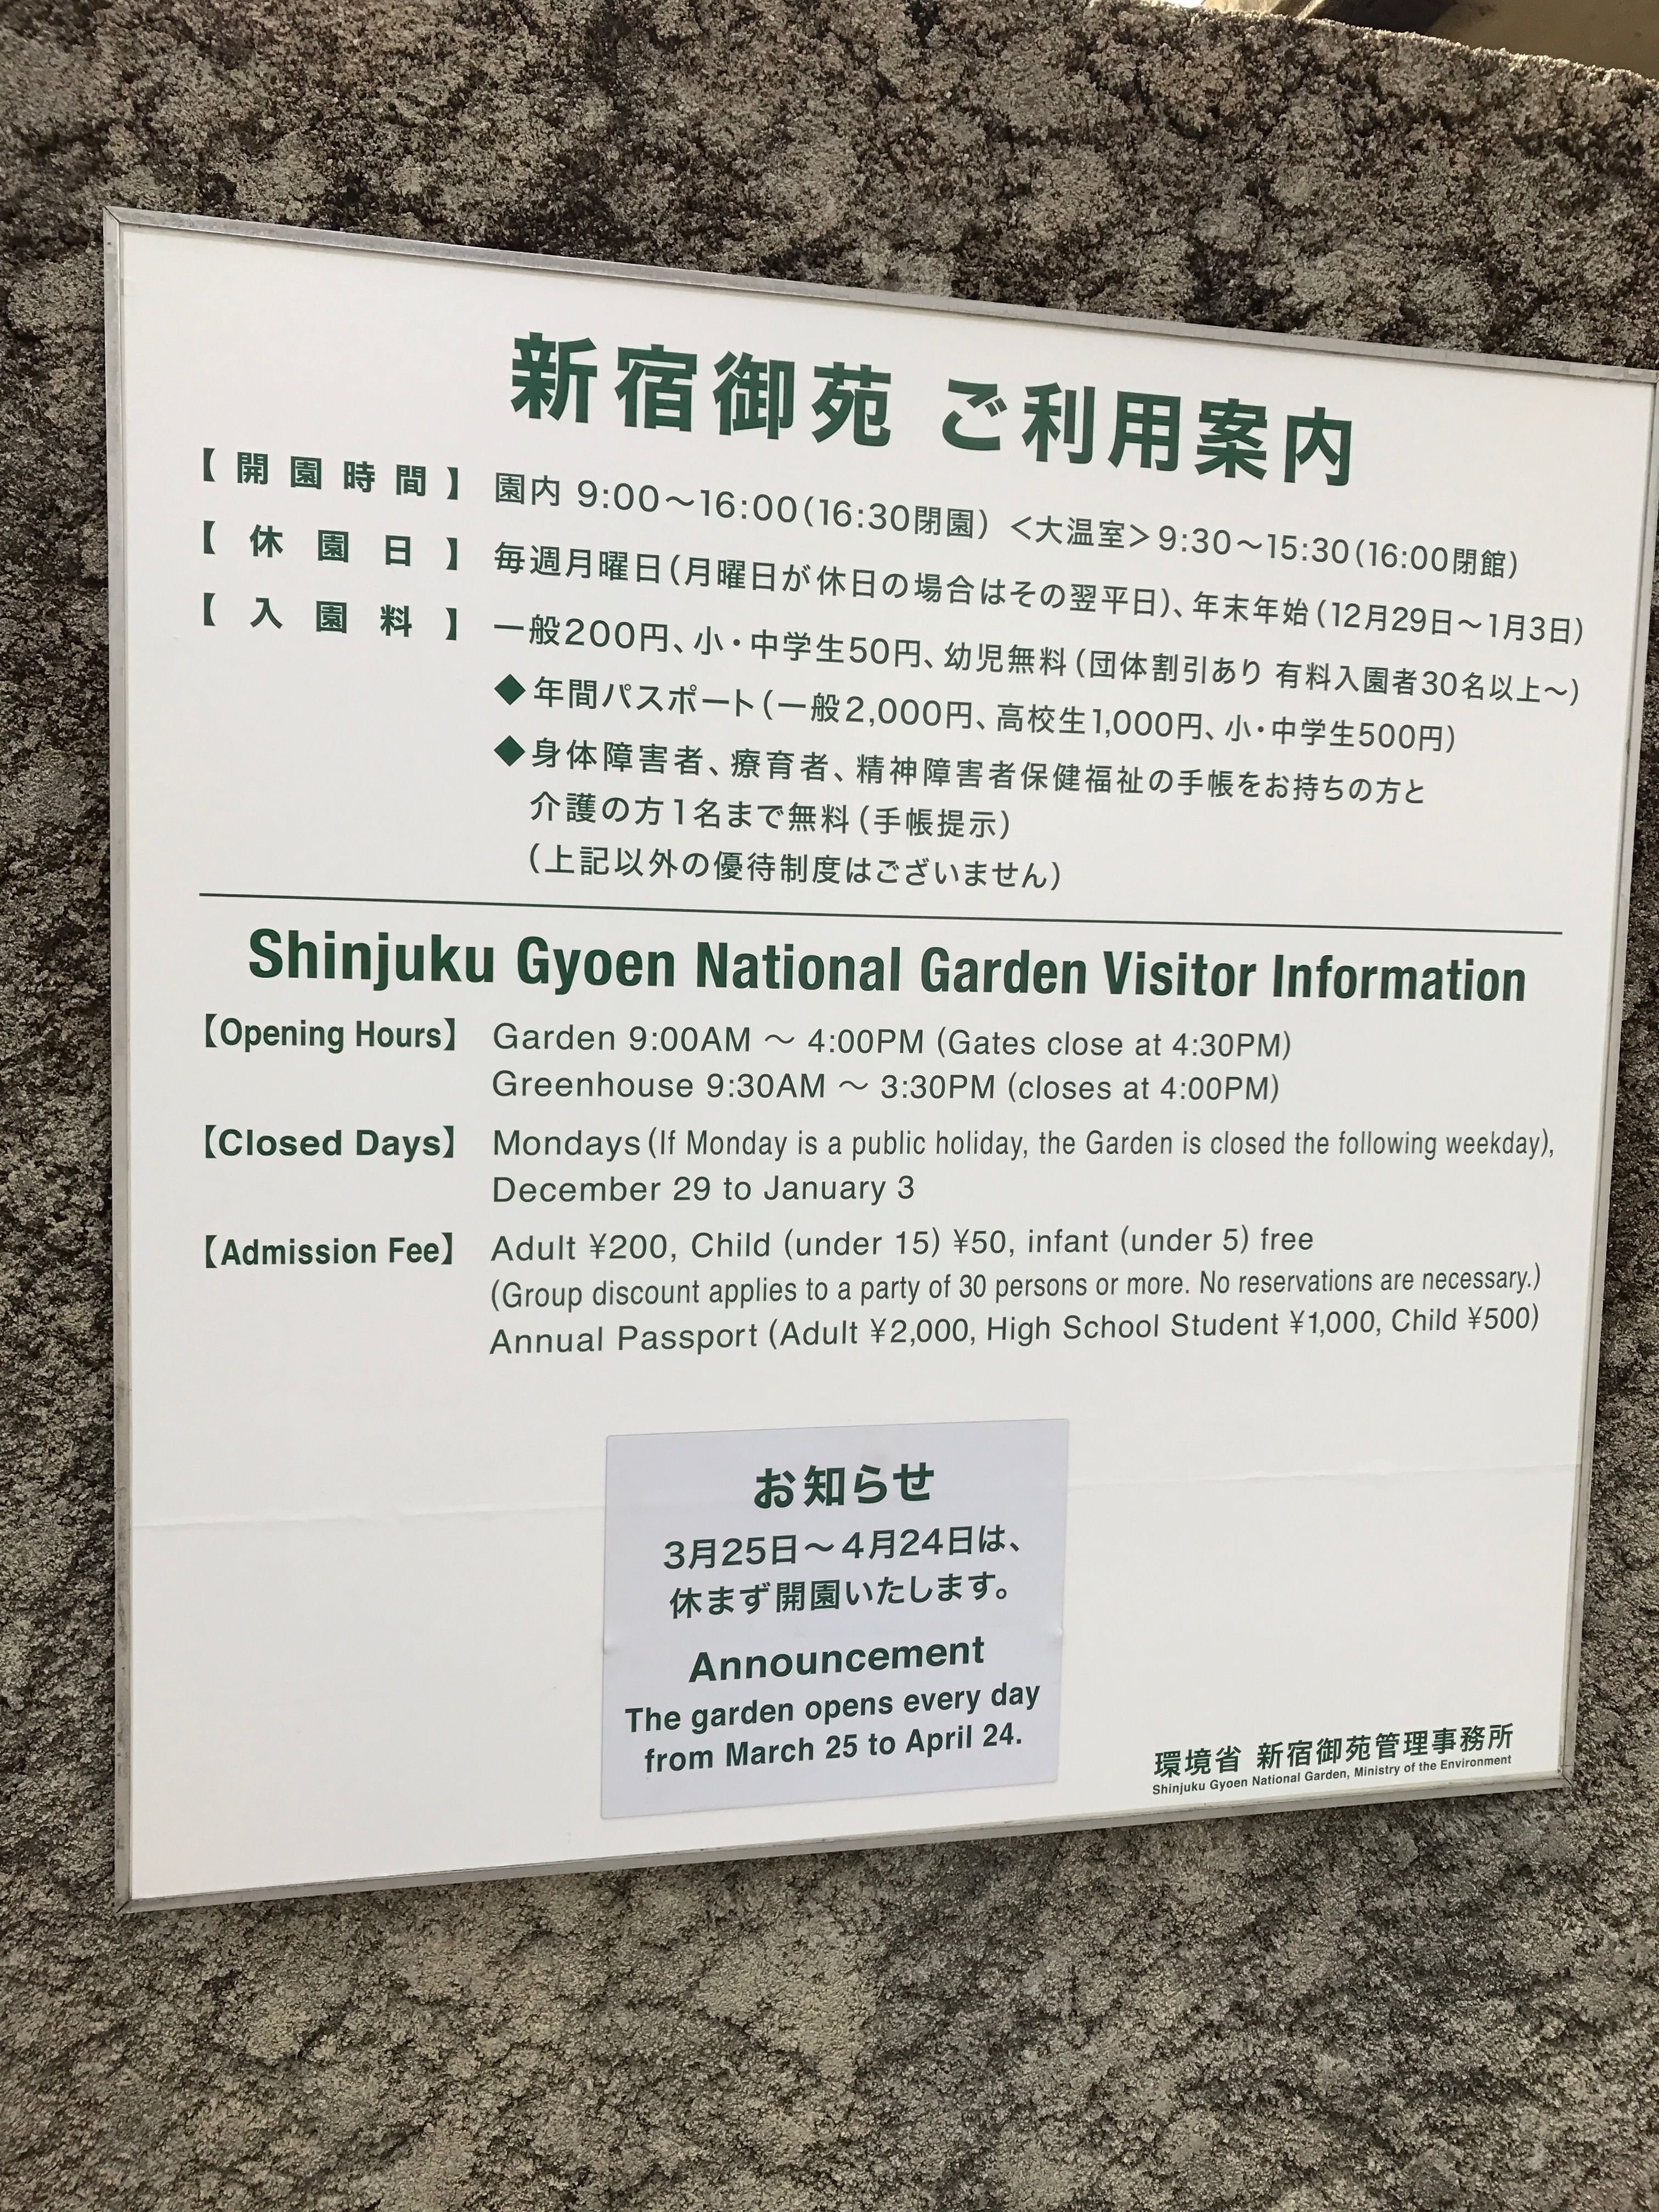 新宿御苑 ご利用案内
【開園時間】 園内 9:00～16:00(16:30閉園) ＜大温室＞9:30～15:30(16:00閉館)
【休園日】 毎週月曜日(月曜日が休日の場合はその翌平日)、年末年始(12月29日～1月3日)
【入園料】 一般200円、小・中学生50円、幼児無料(団体割引あり 有料入園者30名以上～)
◆年間パスポート(一般2,000円、高校生1,000円、小・中学生500円)
◆身体障害者、療育者、精神障害者保健福祉の手帳をお持ちの方と
介護の方1名まで無料(手帳提示)
(上記以外の優待制度はございません)
Shinjuku Gyoen National Garden Visitor Information
【Opening Hours】 Garden 9:00AM ～ 4:00PM (Gates close at 4:30PM)
Greenhouse 9:30AM ～ 3:30PM (closes at 4:00PM)
【Closed Days】 Mondays (If Monday is a public holiday, the Garden is closed the following weekday),
December 29 to January 3
【Admission Fee】 Adult ¥200, Child (under 15) ¥50, infant (under 5) free
(Group discount applies to a party of 30 persons or more. No reservations are necessary.)
Annual Passport (Adult ¥2,000, High School Student ¥1,000, Child ¥500)
お知らせ
3月25日～4月24日は、
休まず開園いたします。
Announcement
The garden opens every day
from March 25 to April 24.
環境省 新宿御苑管理事務所
Shinjuku Gyoen National Garden, Ministry of the Environment